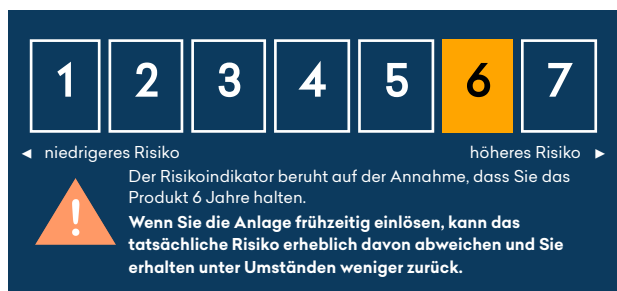 1 2 3 4 5 6 7
◄ niedrigeres Risiko höheres Risiko ►
Der Risikoindikator beruht auf der Annahme, dass Sie das
Produkt 6 Jahre halten.
Wenn Sie die Anlage frühzeitig einlösen, kann das
tatsächliche Risiko erheblich davon abweichen und Sie
erhalten unter Umständen weniger zurück.
!